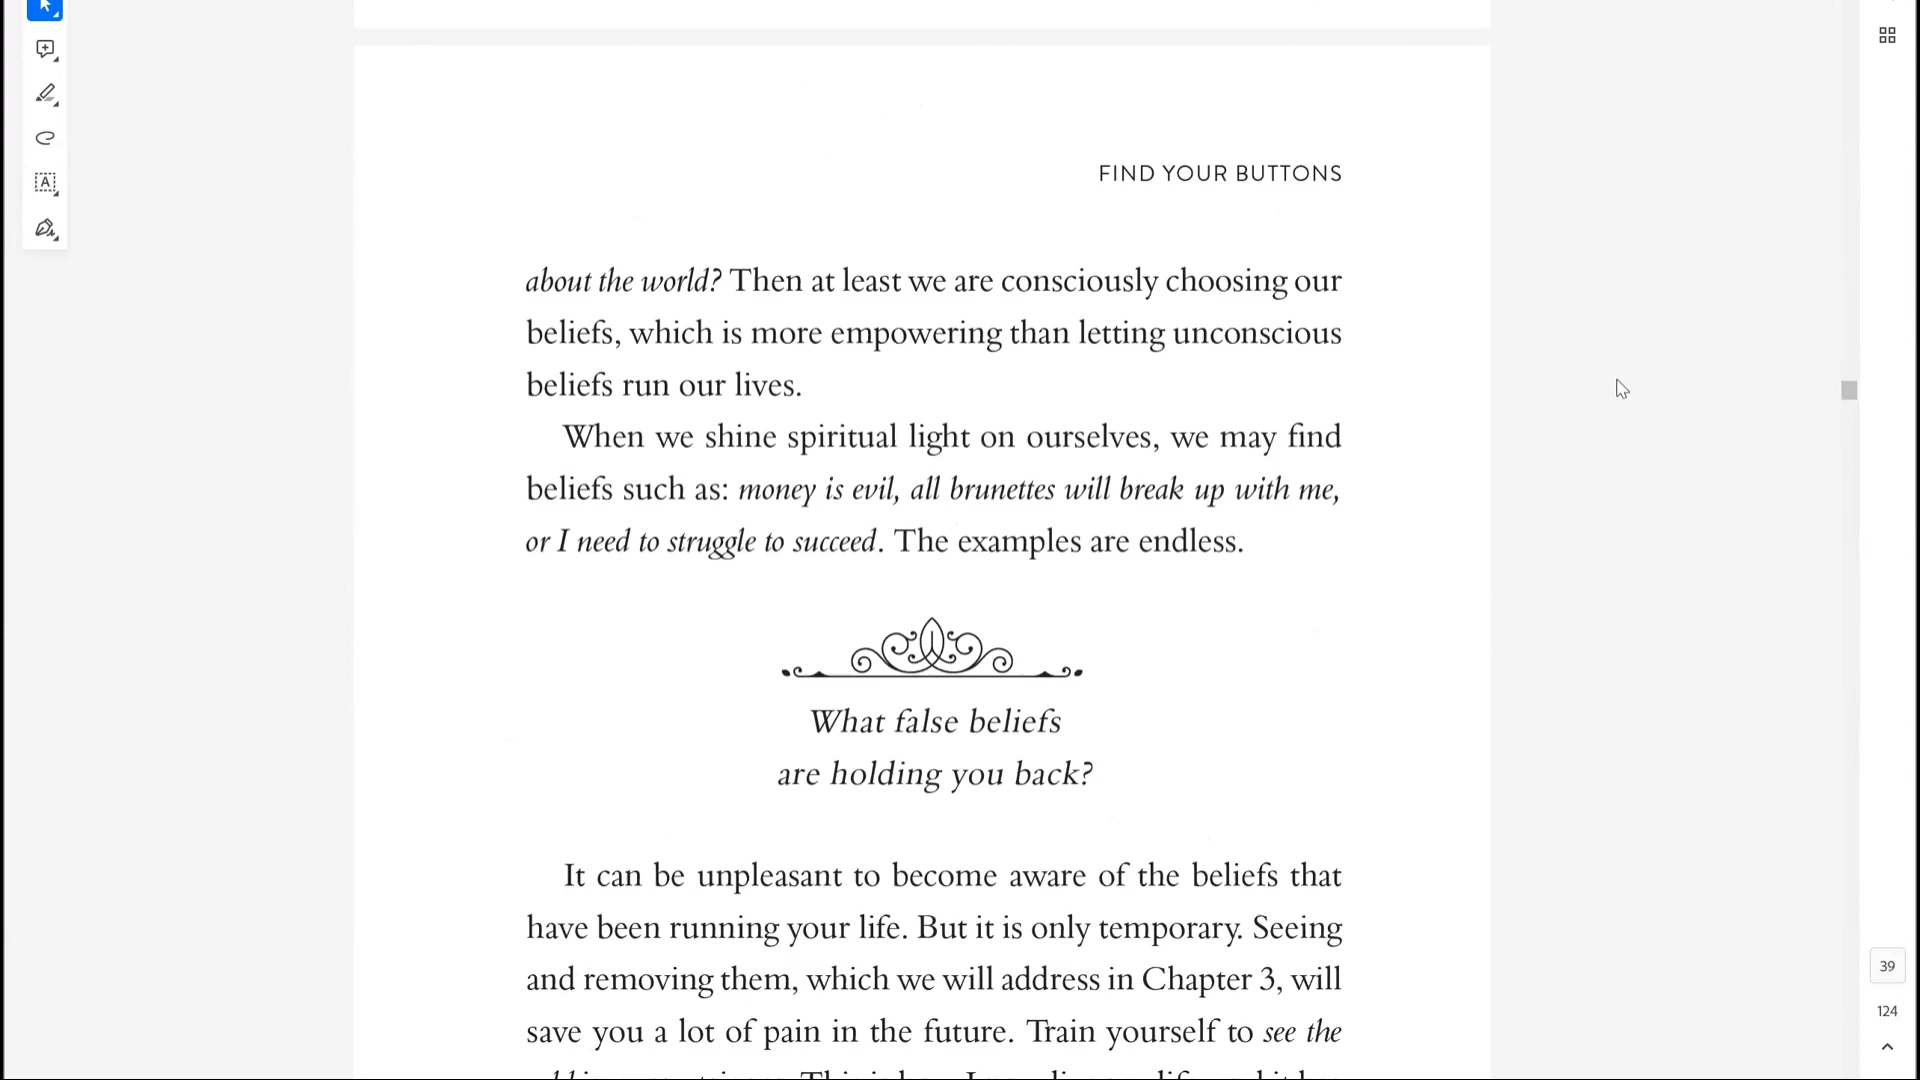 FIND YOUR BUTTONS
about the world? Then at least we are consciously choosing our
beliefs, which is more empowering than letting unconscious
beliefs run our lives.
When we shine spiritual light on ourselves, we may find
beliefs such as: money is evil, all brunettes will break up with me,
or I need to struggle to succeed. The examples are endless.
What false beliefs
are holding you back?
It can be unpleasant to become aware of the beliefs that
have been running your life. But it is only temporary. Seeing
and removing them, which we will address in Chapter 3, will
save you a lot of pain in the future. Train yourself to see the
39
124